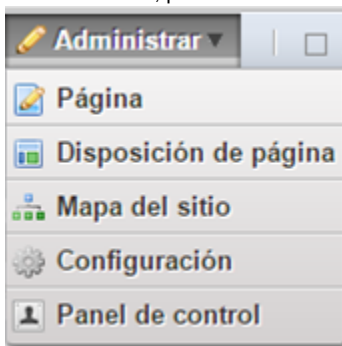 Administrar
Página
Disposición de página
Mapa del sitio
Configuración
Panel de control